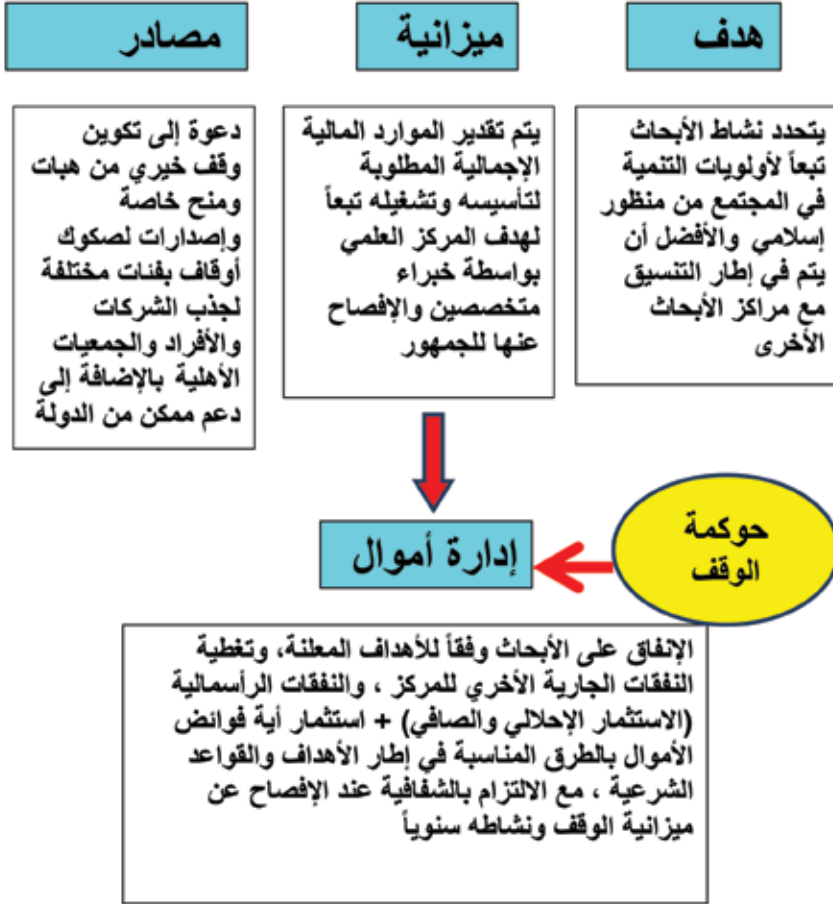 هدف
ميزانية
مصادر
يتحدد نشاط الأبحاث
تبعاً لأولويات التنمية
في المجتمع من منظور
إسلامي والأفضل أن
يتم في إطار التنسيق
مع مراكز الأبحاث
الأخرى
يتم تقدير الموارد المالية
الإجمالية المطلوبة
لتأسيسه وتشغيله تبعاً
لهدف المركز العلمي
بواسطة خبراء
متخصصين والإفصاح
عنها للجمهور
دعوة إلى تكوين
وقف خيري من هبات
ومنح خاصة
وإصدارات لصكوك
أوقاف بفئات مختلفة
لجذب الشركات
والأفراد والجمعيات
الأهلية بالإضافة إلى
دعم ممكن من الدولة
حوكمة
الوقف
إدارة أموال
الإنفاق على الأبحاث وفقاً للأهداف المعلنة، وتغطية
النفقات الجارية الأخري للمركز ، والنفقات الرأسمالية
(الاستثمار الإحلالي والصافي) + استثمار أية فوائض
الأموال بالطرق المناسبة في إطار الأهداف والقواعد
الشرعية ، مع الالتزام بالشفافية عند الإفصاح عن
ميزانية الوقف ونشاطه سنوياً